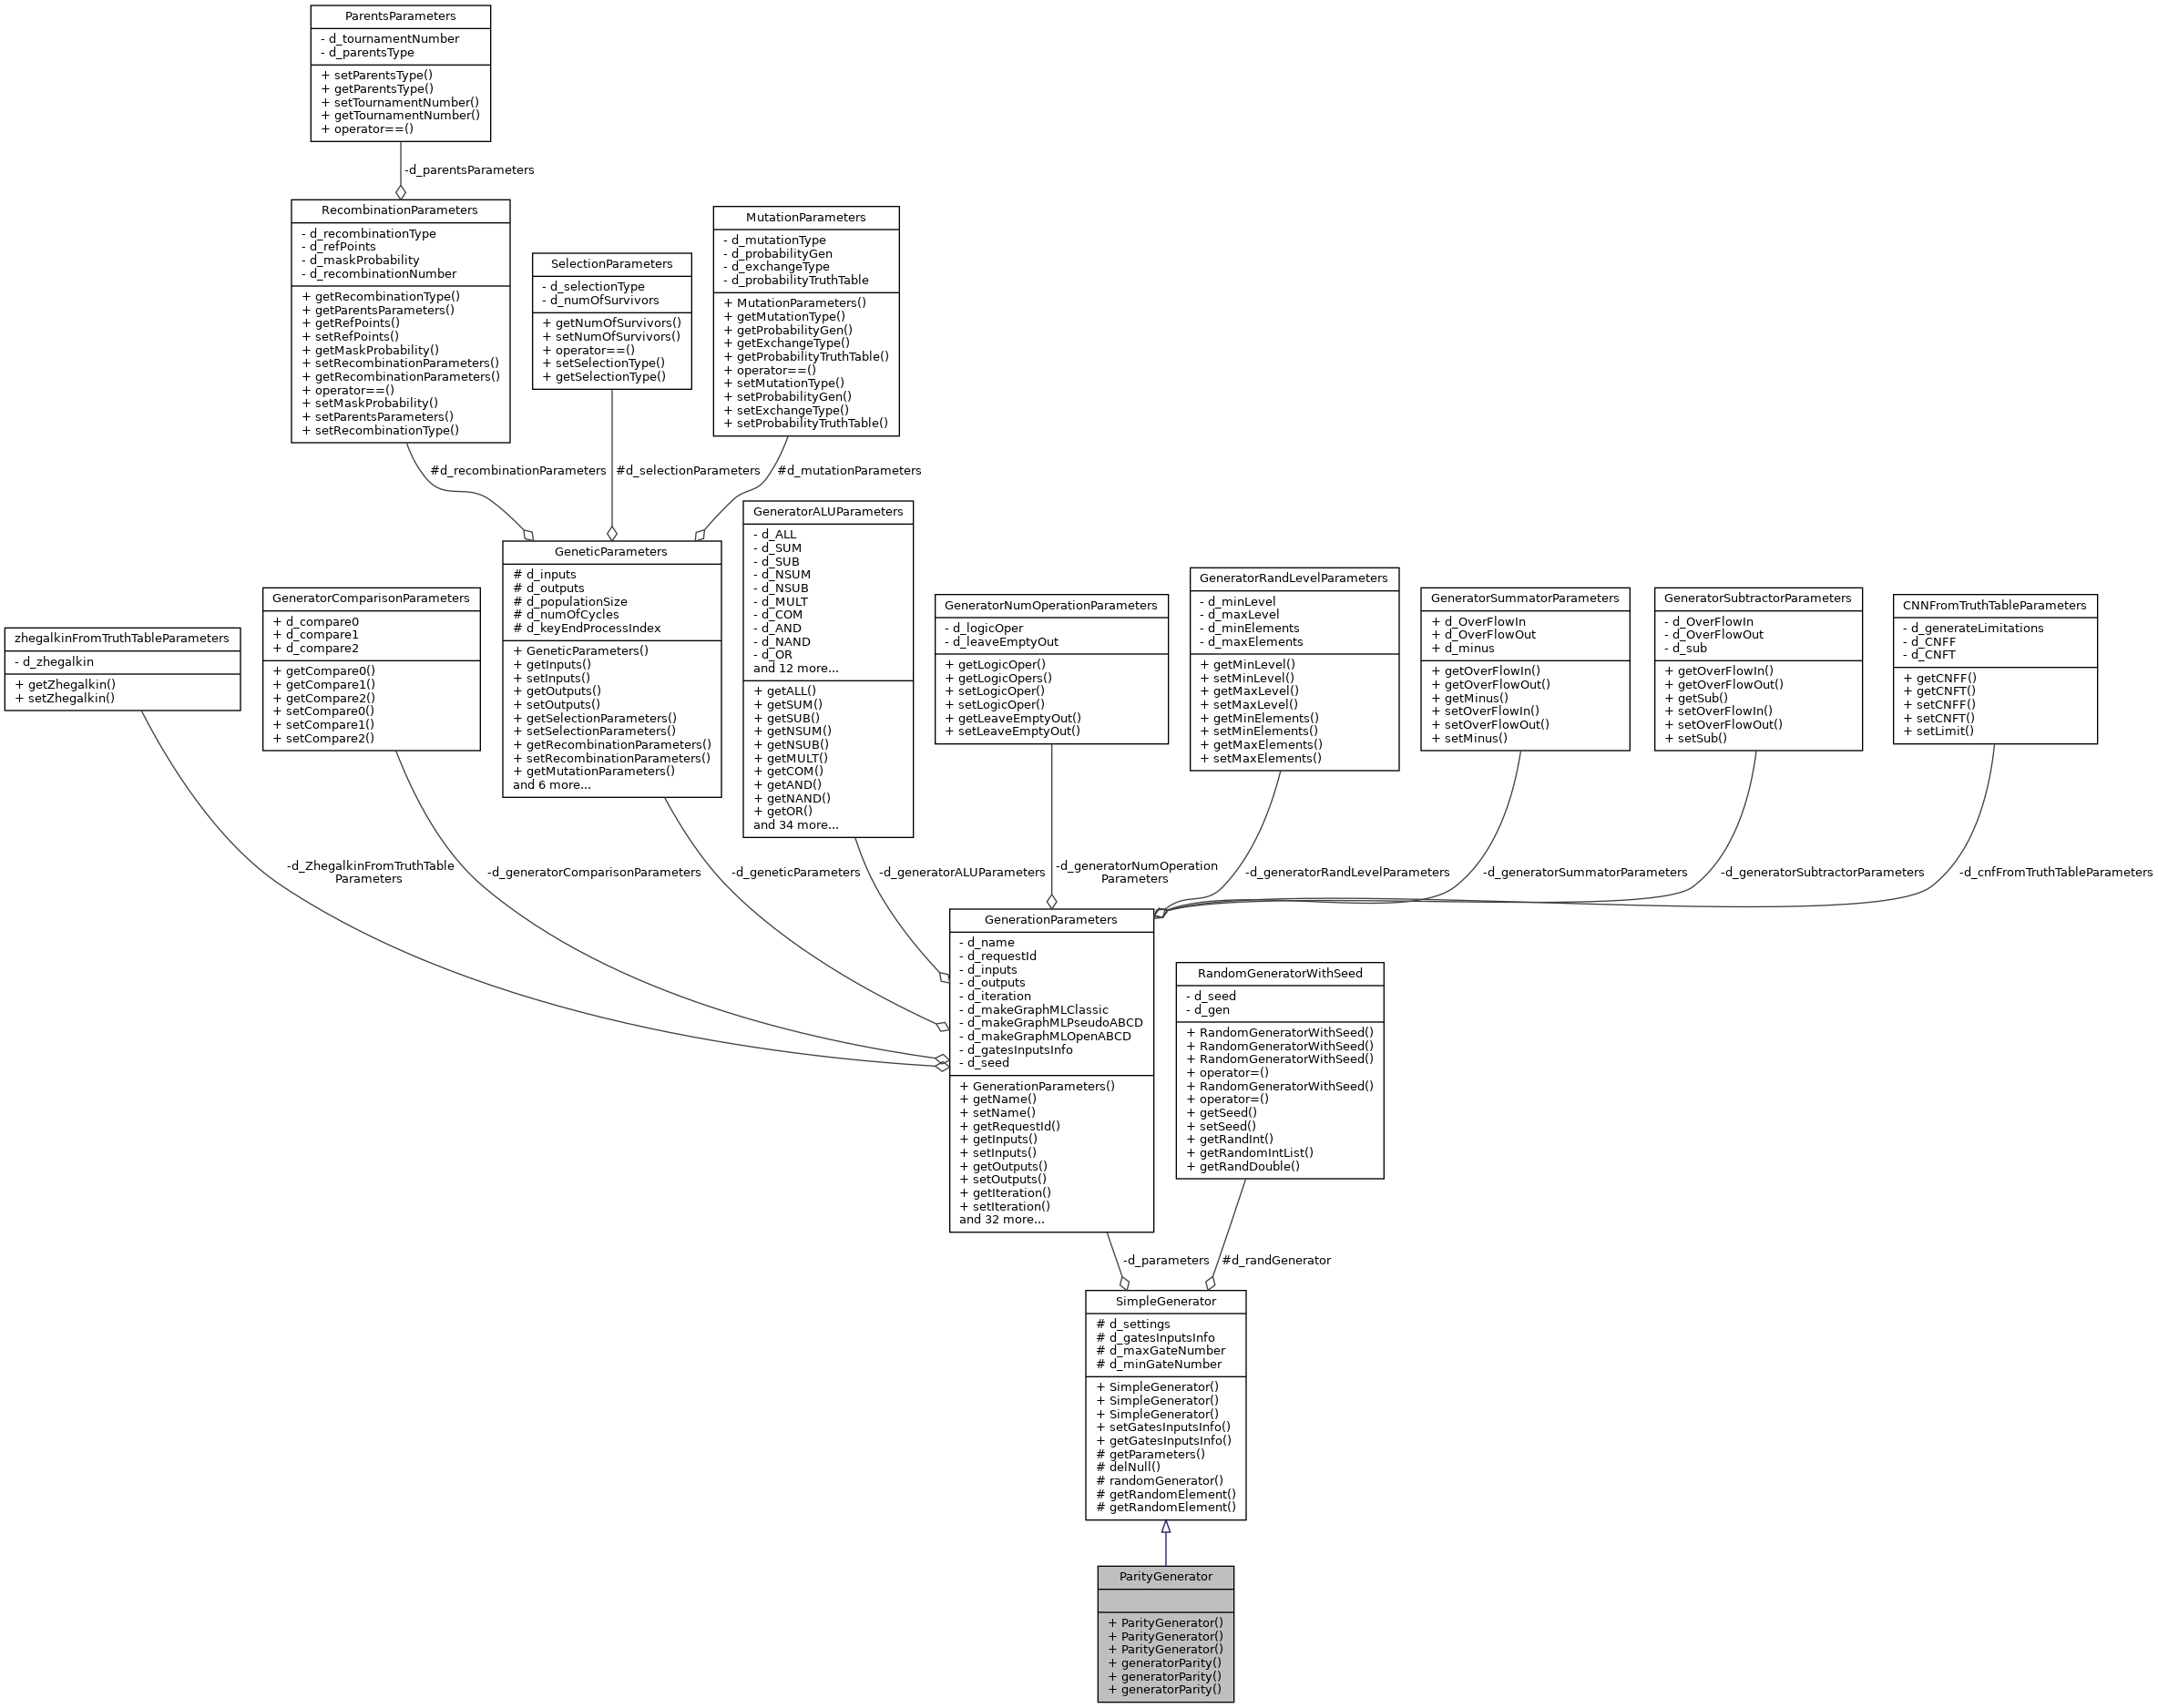 ParentsParameters
- d_tournamentNumber
- d_parentsType
+ setParentsType()
+ getParentsType()
+ setTournamentNumber()
+ getTournamentNumber()
+ operator==()
-d_parentsParameters
RecombinationParameters
- d_recombinationType
- d_refPoints
- d_maskProbability
- d_recombinationNumber
+ getRecombinationType()
+ getParentsParameters()
+ getRefPoints()
+ setRefPoints()
+ getMaskProbability()
+ setRecombinationParameters()
+ getRecombinationParameters()
+ operator==()
+ setMaskProbability()
+ setParentsParameters()
+ setRecombinationType()
SelectionParameters
- d_selectionType
- d_numOfSurvivors
+ getNumOfSurvivors()
+ setNumOfSurvivors()
+ operator==()
+ setSelectionType()
+ getSelectionType()
MutationParameters
- d_mutationType
- d_probabilityGen
- d_exchangeType
- d_probabilityTruthTable
+ MutationParameters()
+ getMutationType()
+ getProbabilityGen()
+ getExchangeType()
+ getProbabilityTruthTable()
+ operator==()
+ setMutationType()
+ setProbabilityGen()
+ setExchangeType()
+ setProbabilityTruthTable()
#d_recombinationParameters
#d_selectionParameters
#d_mutationParameters
zhegalkinFromTruthTableParameters
- d_zhegalkin
+ getZhegalkin()
+ setZhegalkin()
GeneratorComparisonParameters
+ d_compare0
+ d_compare1
+ d_compare2
+ getCompare0()
+ getCompare1()
+ getCompare2()
+ setCompare0()
+ setCompare1()
+ setCompare2()
GeneticParameters
# d_inputs
# d_outputs
# d_populationSize
# d_numOfCycles
# d_keyEndProcessIndex
+ GeneticParameters()
+ getInputs()
+ setInputs()
+ getOutputs()
+ setOutputs()
+ getSelectionParameters()
+ setSelectionParameters()
+ getRecombinationParameters()
+ setRecombinationParameters()
+ getMutationParameters()
and 6 more...
GeneratorALUParameters
- d_ALL
- d_SUM
- d_SUB
- d_NSUM
- d_NSUB
- d_MULT
- d_COM
- d_AND
- d_NAND
- d_OR
and 12 more...
+ getALL()
+ getSUM()
+ getSUB()
+ getNSUM()
+ getNSUB()
+ getMULT()
+ getCOM()
+ getAND()
+ getNAND()
+ getOR()
and 34 more...
GeneratorNumOperationParameters
- d_logicOper
- d_leaveEmptyOut
+ getLogicOper()
+ getLogicOpers()
+ setLogicOper()
+ setLogicOper()
+ getLeaveEmptyOut()
+ setLeaveEmptyOut()
GeneratorRandLevelParameters
- d_minLevel
- d_maxLevel
- d_minElements
- d_maxElements
+ getMinLevel()
+ setMinLevel()
+ getMaxLevel()
+ setMaxLevel()
+ getMinElements()
+ setMinElements()
+ getMaxElements()
+ setMaxElements()
GeneratorSummatorParameters
+ d_OverFlowIn
+ d_OverFlowOut
+ d_minus
+ getOverFlowIn()
+ getOverFlowOut()
+ getMinus()
+ setOverFlowIn()
+ setOverFlowOut()
+ setMinus()
GeneratorSubtractorParameters
- d_OverFlowIn
- d_OverFlowOut
- d_sub
+ getOverFlowIn()
+ getOverFlowOut()
+ getSub()
+ setOverFlowIn()
+ setOverFlowOut()
+ setSub()
CNNFromTruthTableParameters
- d_generateLimitations
- d_CNFF
- d_CNFT
+ getCNFF()
+ getCNFT()
+ setCNFF()
+ setCNFT()
+ setLimit()
-d_ZhegalkinFromTruthTable
Parameters
-d_generatorComparisonParameters
-d_geneticParameters
-d_generatorALUParameters
-d_generatorNumOperation
Parameters
-d_generatorRandLevelParameters
-d_generatorSummatorParameters
-d_generatorSubtractorParameters
-d_cnfFromTruthTableParameters
GenerationParameters
- d_name
- d_requestId
- d_inputs
- d_outputs
- d_iteration
- d_makeGraphMLClassic
- d_makeGraphMLPseudoABCD
- d_makeGraphMLOpenABCD
- d_gatesInputsInfo
- d_seed
+ GenerationParameters()
+ getName()
+ setName()
+ getRequestId()
+ getInputs()
+ setInputs()
+ getOutputs()
+ setOutputs()
+ getIteration()
+ setIteration()
and 32 more...
RandomGeneratorWithSeed
- d_seed
- d_gen
+ RandomGeneratorWithSeed()
+ RandomGeneratorWithSeed()
+ RandomGeneratorWithSeed()
+ operator=()
+ RandomGeneratorWithSeed()
+ operator=()
+ getSeed()
+ setSeed()
+ getRandInt()
+ getRandomIntList()
+ getRandDouble()
-d_parameters
#d_randGenerator
SimpleGenerator
# d_settings
# d_gatesInputsInfo
# d_maxGateNumber
# d_minGateNumber
+ SimpleGenerator()
+ SimpleGenerator()
+ SimpleGenerator()
+ setGatesInputsInfo()
+ getGatesInputsInfo()
# getParameters()
# delNull()
# randomGenerator()
# getRandomElement()
# getRandomElement()
ParityGenerator
+ ParityGenerator()
+ ParityGenerator()
+ ParityGenerator()
+ generatorParity()
+ generatorParity()
+ generatorParity()